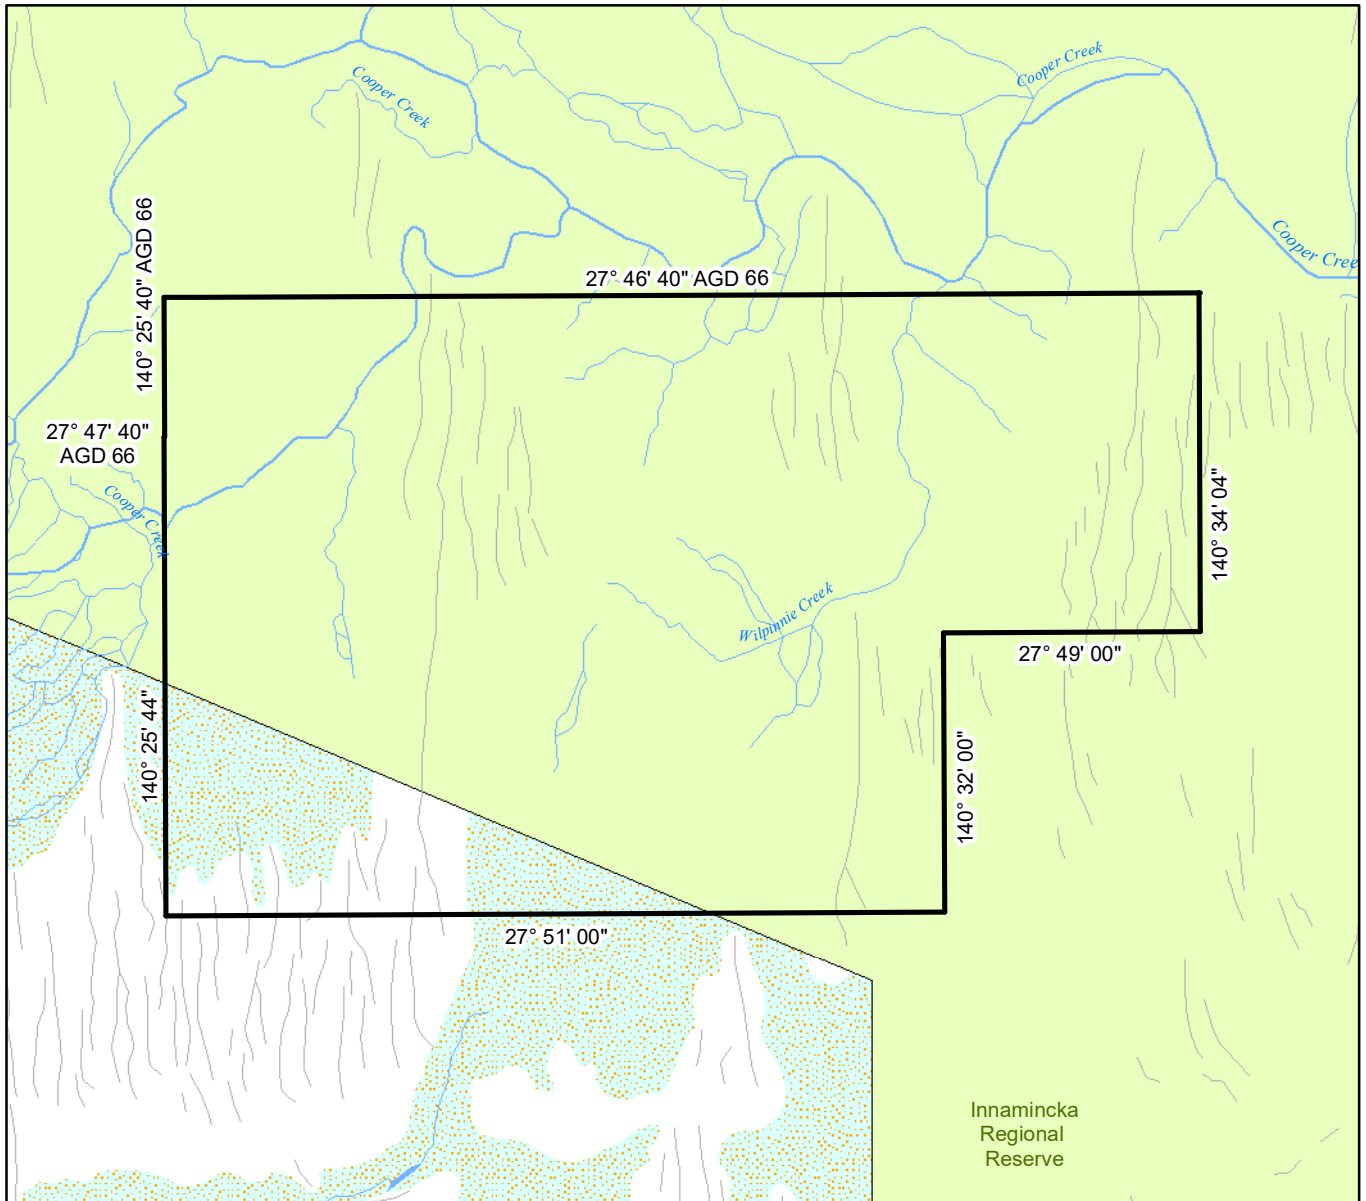 Cooper Creek
Cooper Creek
Cooper Cree
140° 25' 40" AGD 66
27° 46' 40" AGD 66
27° 47' 40"
AGD 66
Cooper Creek
140° 34' 04"
Wilpinnie Creek
27° 49' 00"
140° 25' 44"
140° 32' 00"
27° 51' 00"
Innamincka
Regional
Reserve